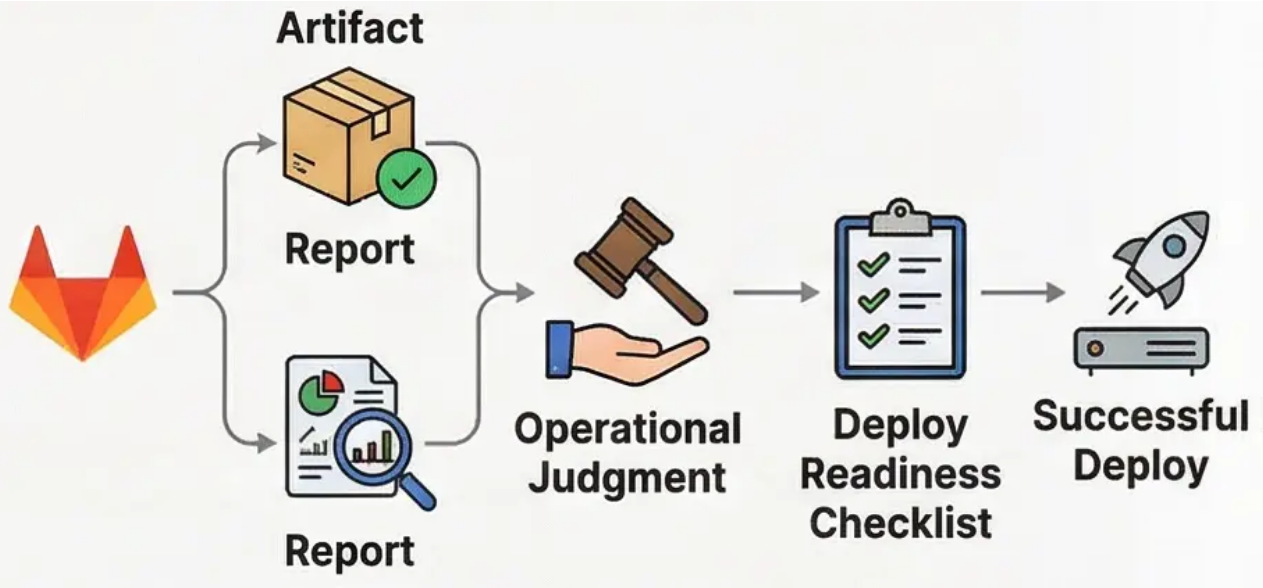 Artifact
Report
Report
Operational
Judgment
Deploy
Readiness
Checklist
Successful
Deploy